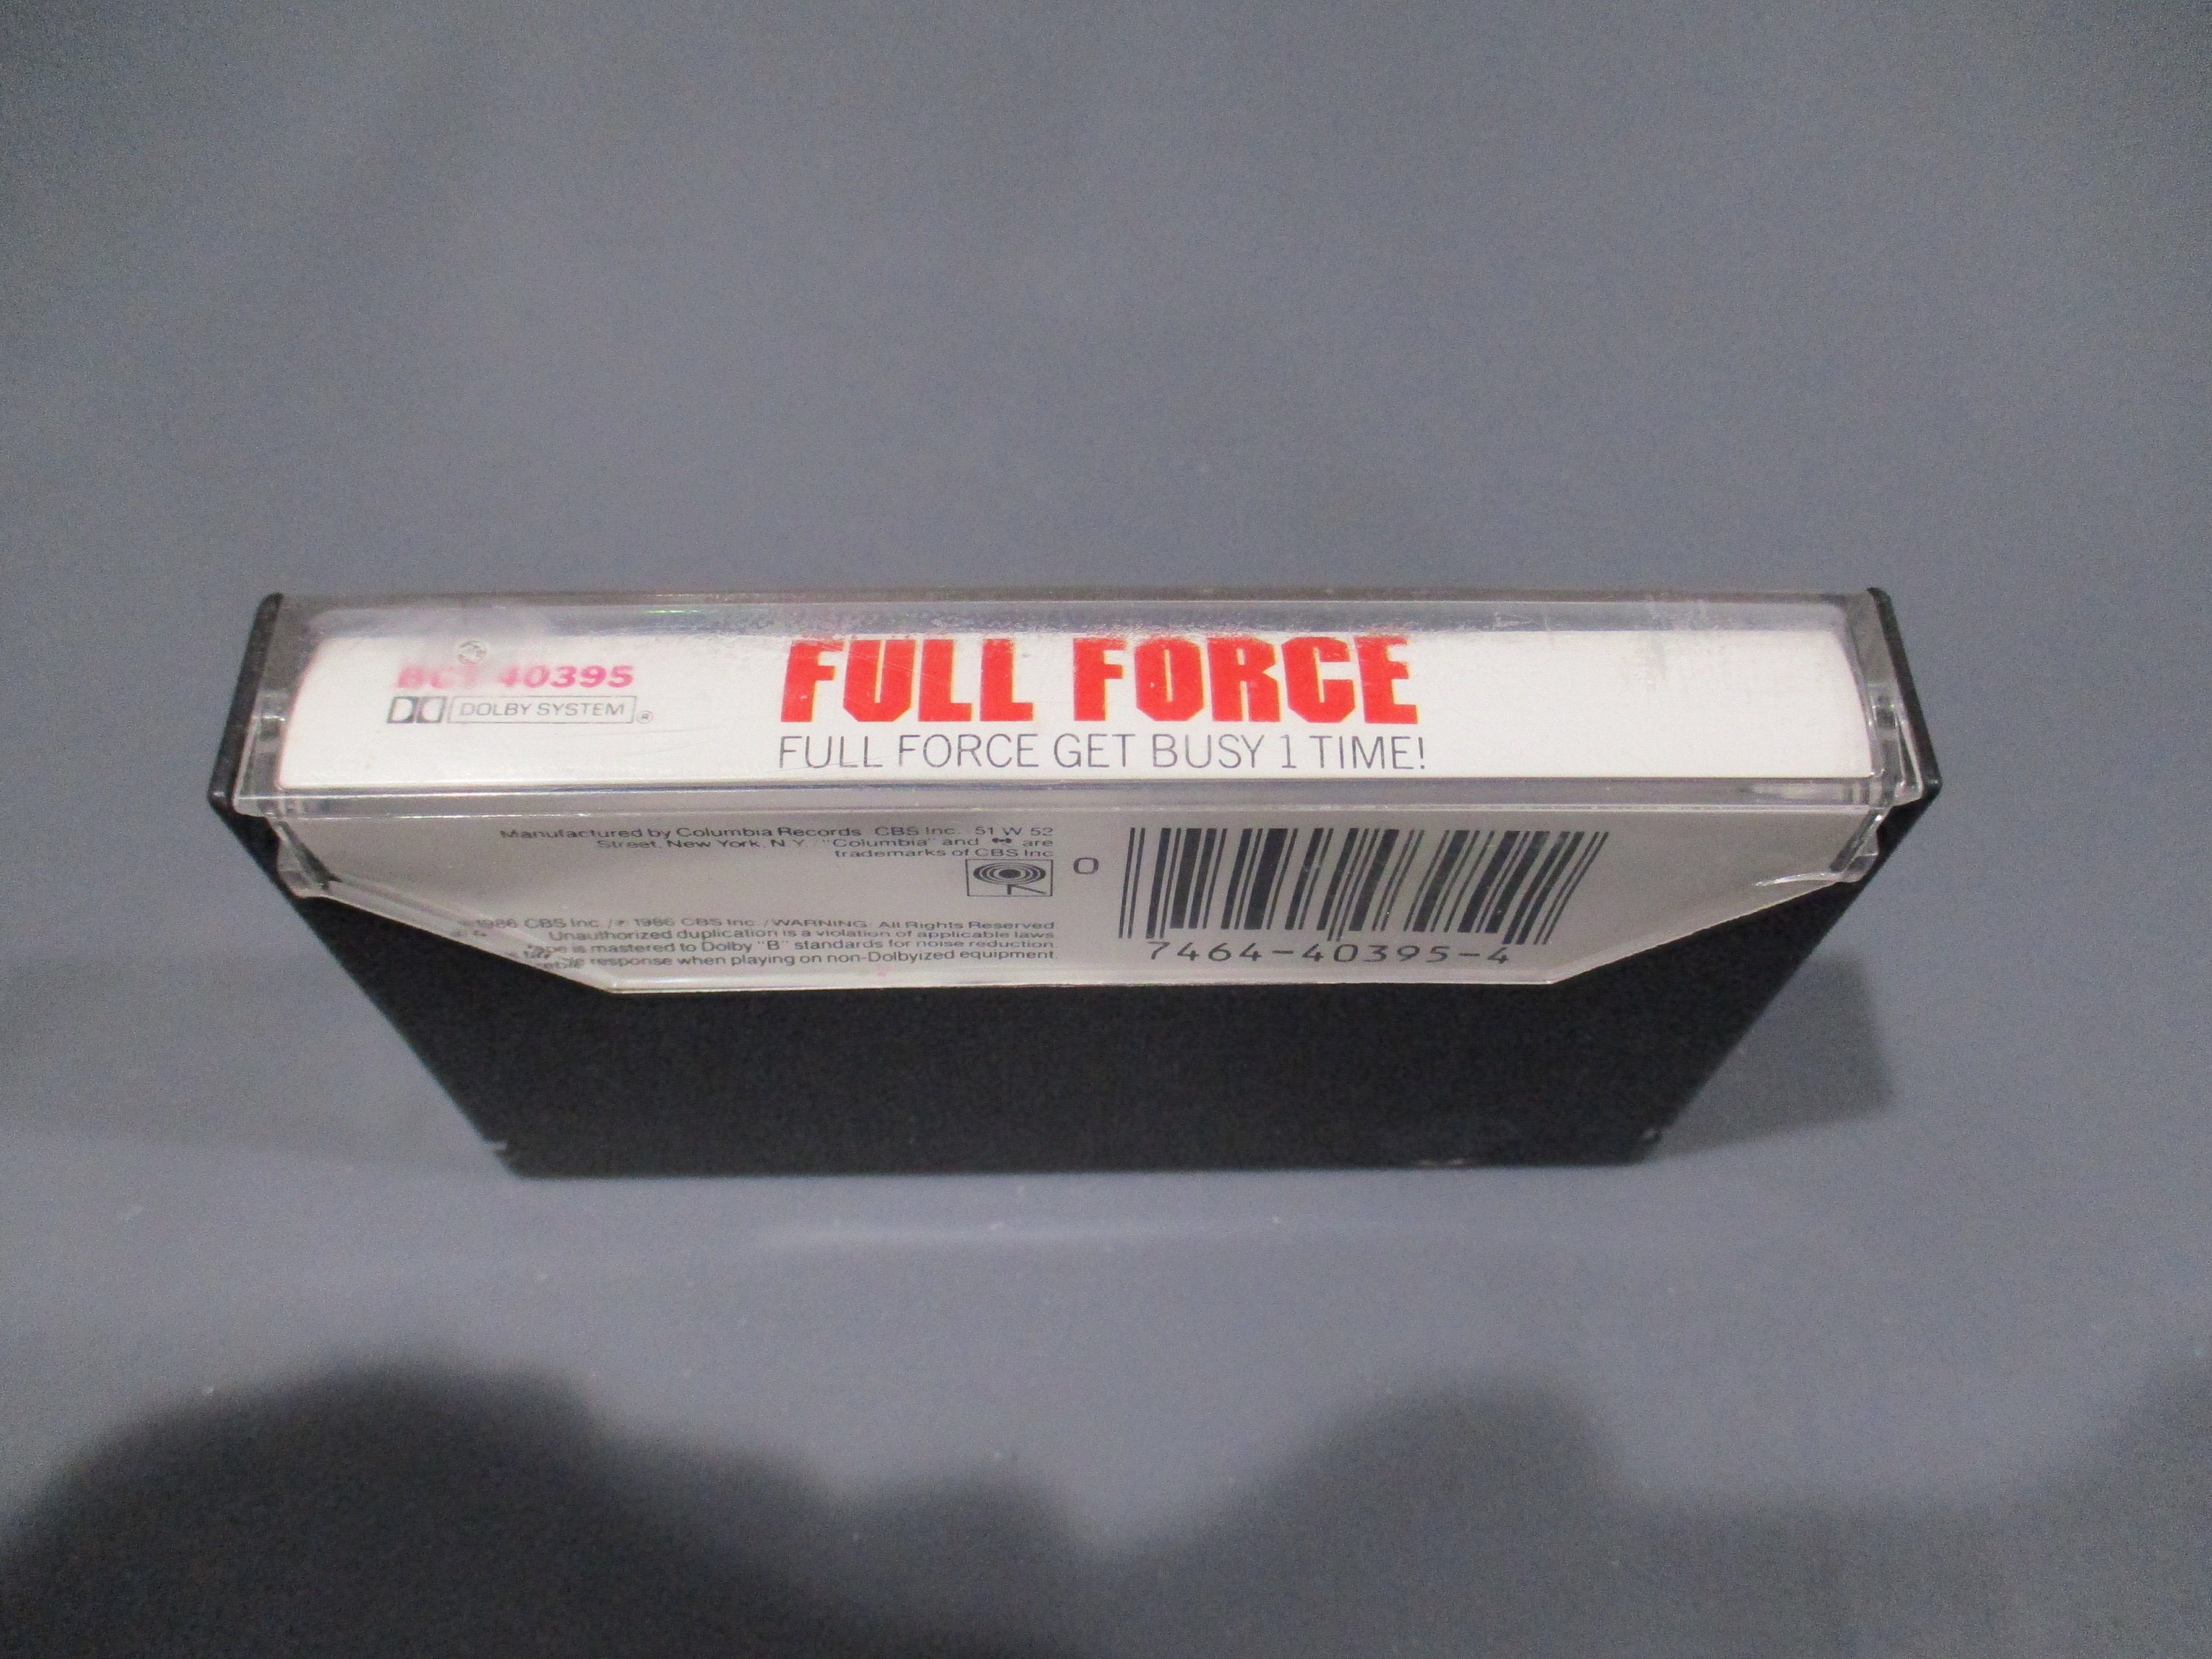 BCT 40395
DOLBY SYSTEM ®
FULL FORCE
FULL FORCE GET BUSY 1 TIME!
Manufactured by Columbia Records CBS Inc. 51 W 52
Street, New York, N.Y. "Columbia" and are
trademarks of CBS Inc
0
7464-40395-4
1986 CBS Inc. / ℗ 1986 CBS Inc. / WARNING: All Rights Reserved
Unauthorized duplication is a violation of applicable laws
is mastered to Dolby "B" standards for noise reduction
response when playing on non-Dolbyized equipment